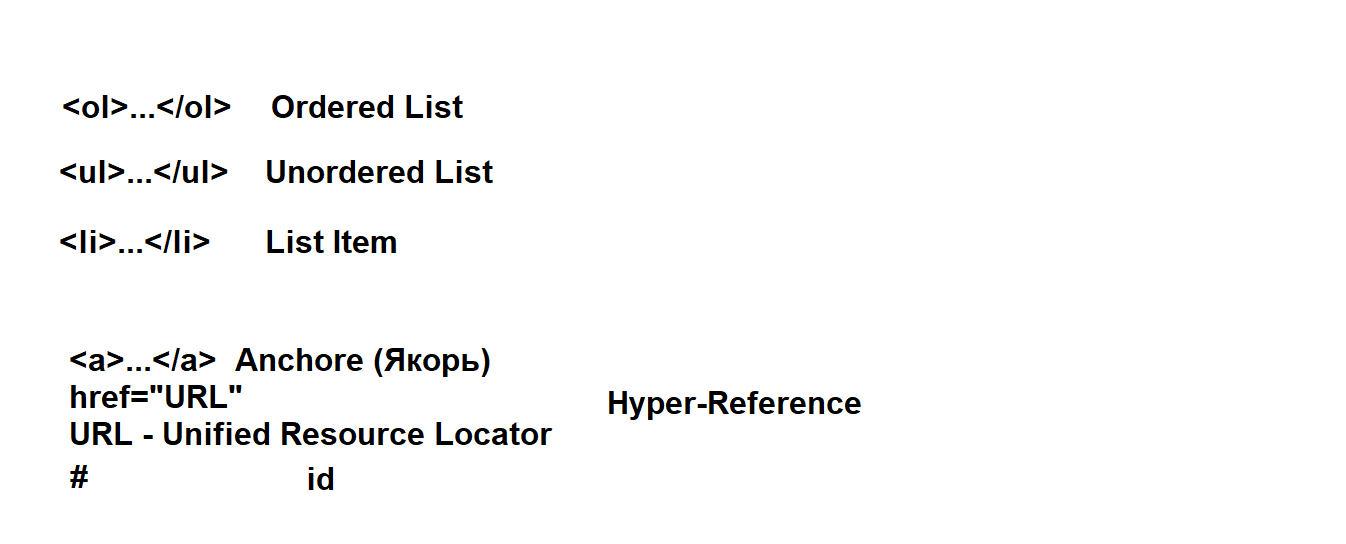 <ol>...</ol> Ordered List
<ul>...</ul> Unordered List
<li>...</li> List Item
<a>...</a> Anchore (Якорь)
href="URL" Hyper-Reference
URL - Unified Resource Locator
# id